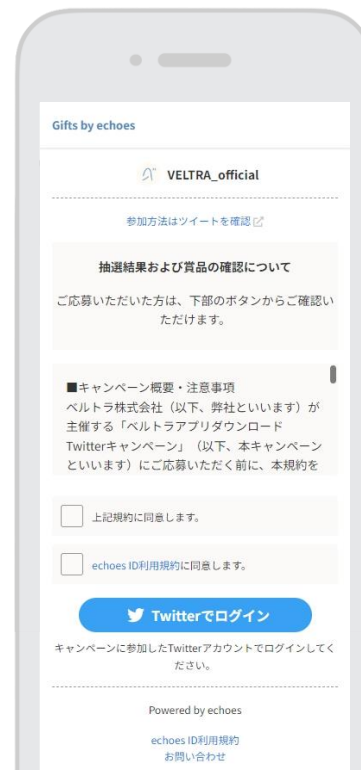 Gifts by echoes
VELTRA_official
参加方法はツイートを確認
抽選結果および賞品の確認について
ご応募いただいた方は、下部のボタンからご確認い
ただけます。
■キャンペーン概要・注意事項
ベルトラ株式会社（以下、弊社といいます）が
主催する「ベルトラアプリダウンロード
Twitterキャンペーン」（以下、本キャンペーン
といいます）にご応募いただく前に、本規約を
上記規約に同意します。
echoes ID利用規約に同意します。
Twitterでログイン
キャンペーンに参加したTwitterアカウントでログインしてく
ださい。
Powered by echoes
echoes ID利用規約
お問い合わせ